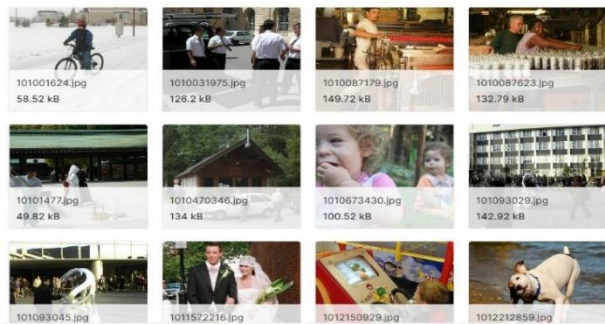 101001624.jpg
58.52 kB
1010031975.jpg
126.2 kB
1010087179.jpg
149.72 kB
1010087623.jpg
132.79 kB
10101477.jpg
49.82 kB
1010470346.jpg
134 kB
1010673430.jpg
100.52 kB
101093029.jpg
142.92 kB
101093045.jpg
1011572216.jpg
1012150929.jpg
1012212859.jpg